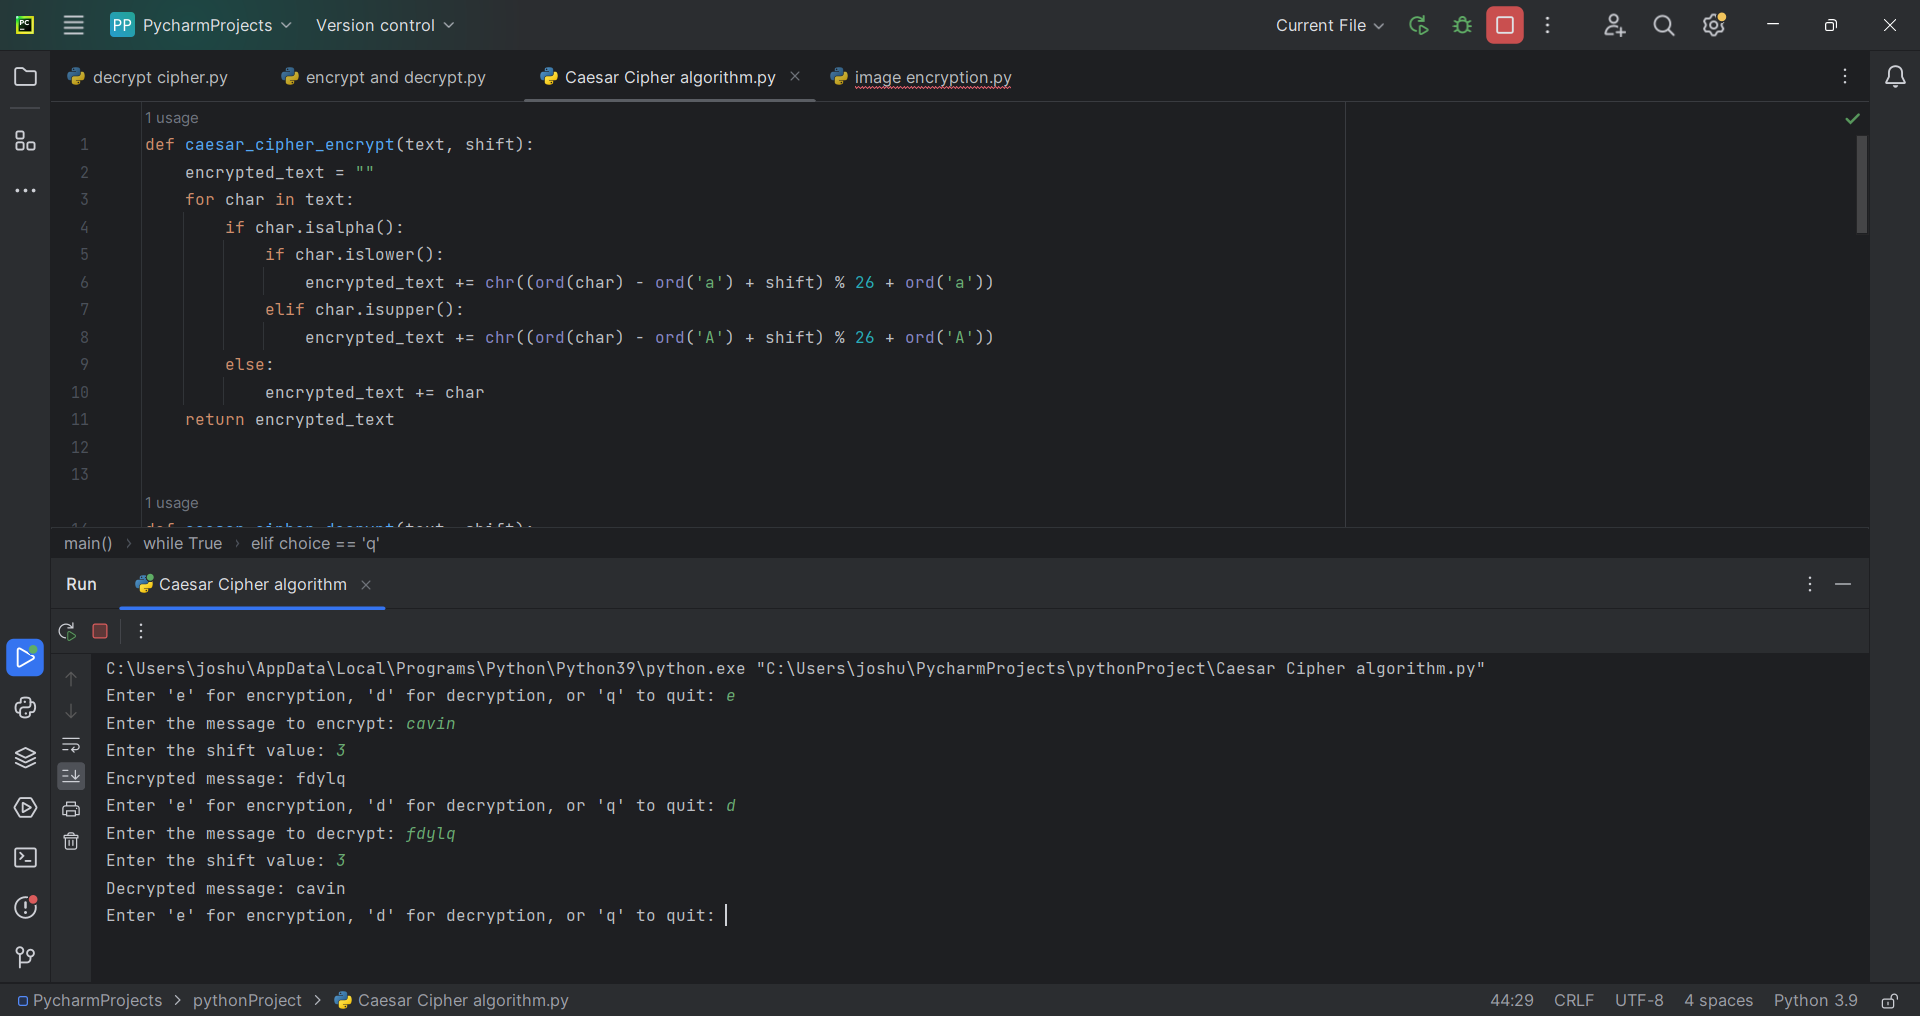 PC
PP PycharmProjects Version control Current File
decrypt cipher.py encrypt and decrypt.py Caesar Cipher algorithm.py image encryption.py
1 usage
1 def caesar_cipher_encrypt(text, shift):
2 encrypted_text = ""
3 for char in text:
4 if char.isalpha():
5 if char.islower():
6 encrypted_text += chr((ord(char) - ord('a') + shift) % 26 + ord('a'))
7 elif char.isupper():
8 encrypted_text += chr((ord(char) - ord('A') + shift) % 26 + ord('A'))
9 else:
10 encrypted_text += char
11 return encrypted_text
12
13
1 usage
14 def caesar_cipher_decrypt(text, shift):
main() › while True › elif choice == 'q'
Run Caesar Cipher algorithm
C:\Users\joshu\AppData\Local\Programs\Python\Python39\python.exe "C:\Users\joshu\PycharmProjects\pythonProject\Caesar Cipher algorithm.py"
Enter 'e' for encryption, 'd' for decryption, or 'q' to quit: e
Enter the message to encrypt: cavin
Enter the shift value: 3
Encrypted message: fdylq
Enter 'e' for encryption, 'd' for decryption, or 'q' to quit: d
Enter the message to decrypt: fdylq
Enter the shift value: 3
Decrypted message: cavin
Enter 'e' for encryption, 'd' for decryption, or 'q' to quit:
PycharmProjects › pythonProject › Caesar Cipher algorithm.py 44:29 CRLF UTF-8 4 spaces Python 3.9